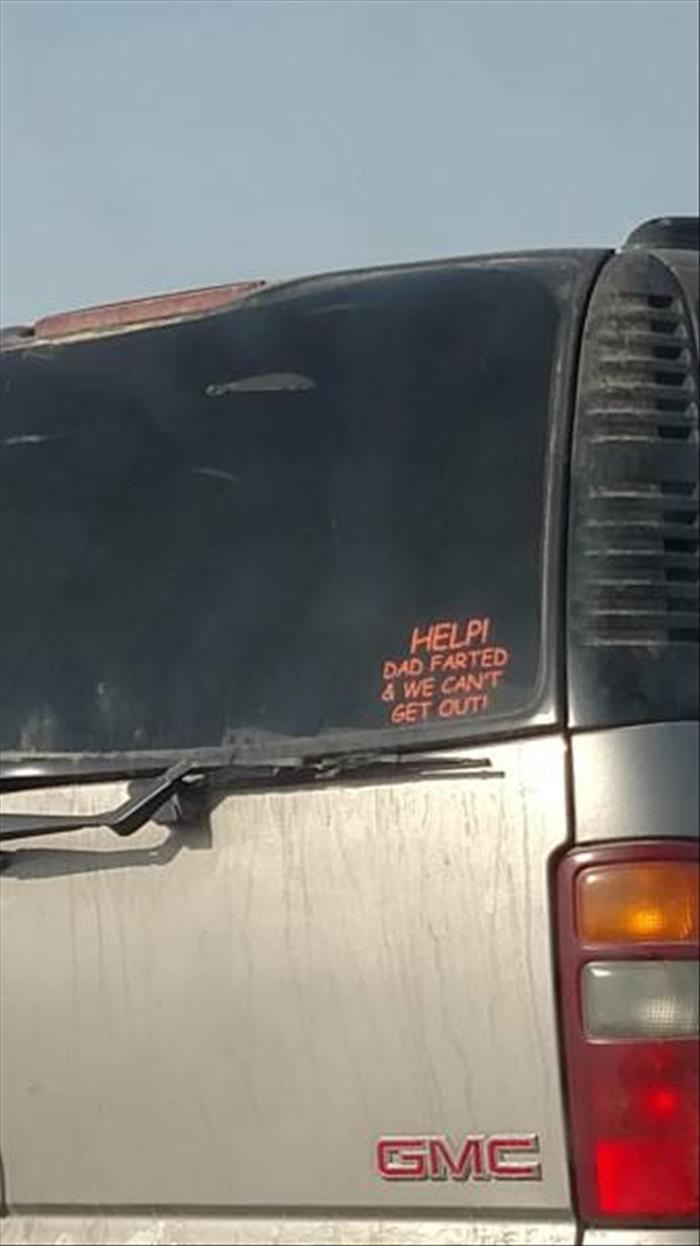 HELP!
DAD FARTED
& WE CAN'T
GET OUT!
GMC